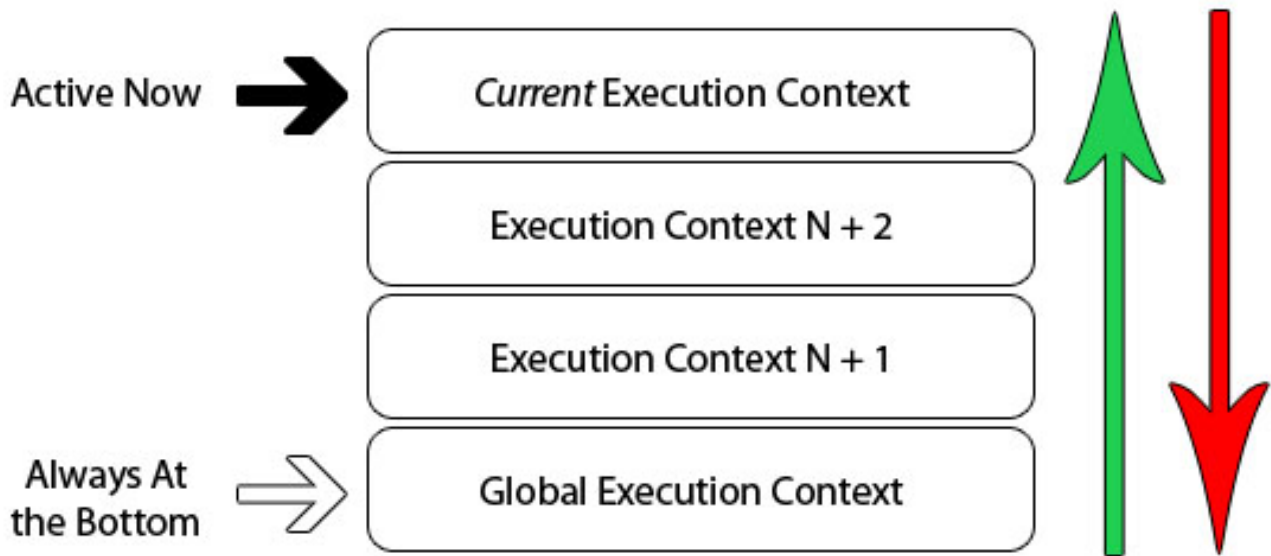 Active Now
Current Execution Context
Execution Context N + 2
Execution Context N + 1
Always At
the Bottom
Global Execution Context